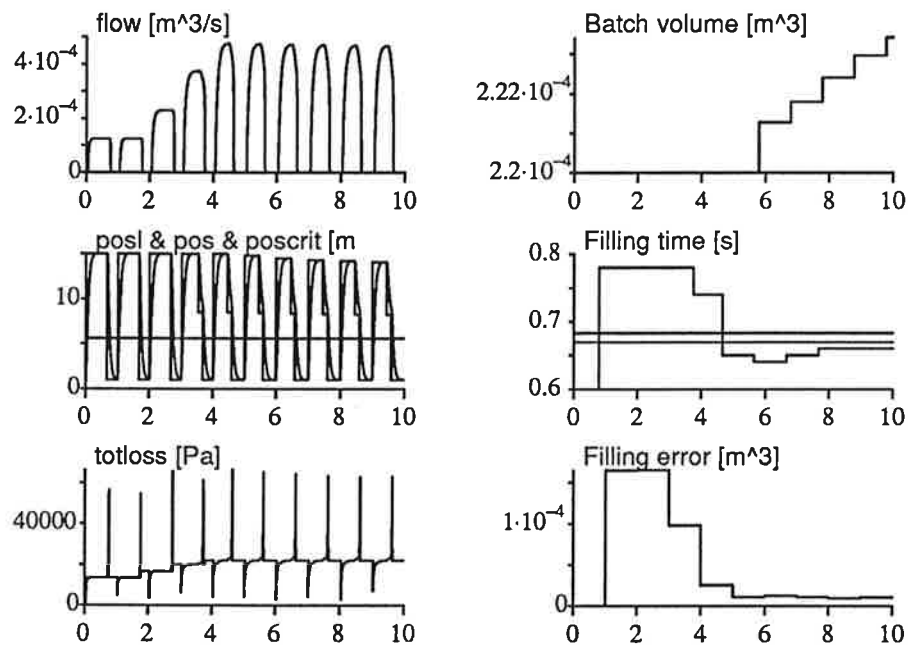 flow [m^3/s]
4·10⁻⁴
2·10⁻⁴
0
0 2 4 6 8 10
Batch volume [m^3]
2.22·10⁻⁴
2.2·10⁻⁴
0 2 4 6 8 10
posl & pos & poscrit [m
10
0
0 2 4 6 8 10
Filling time [s]
0.8
0.7
0.6
0 2 4 6 8 10
totloss [Pa]
40000
0
0 2 4 6 8 10
Filling error [m^3]
1·10⁻⁴
0
0 2 4 6 8 10